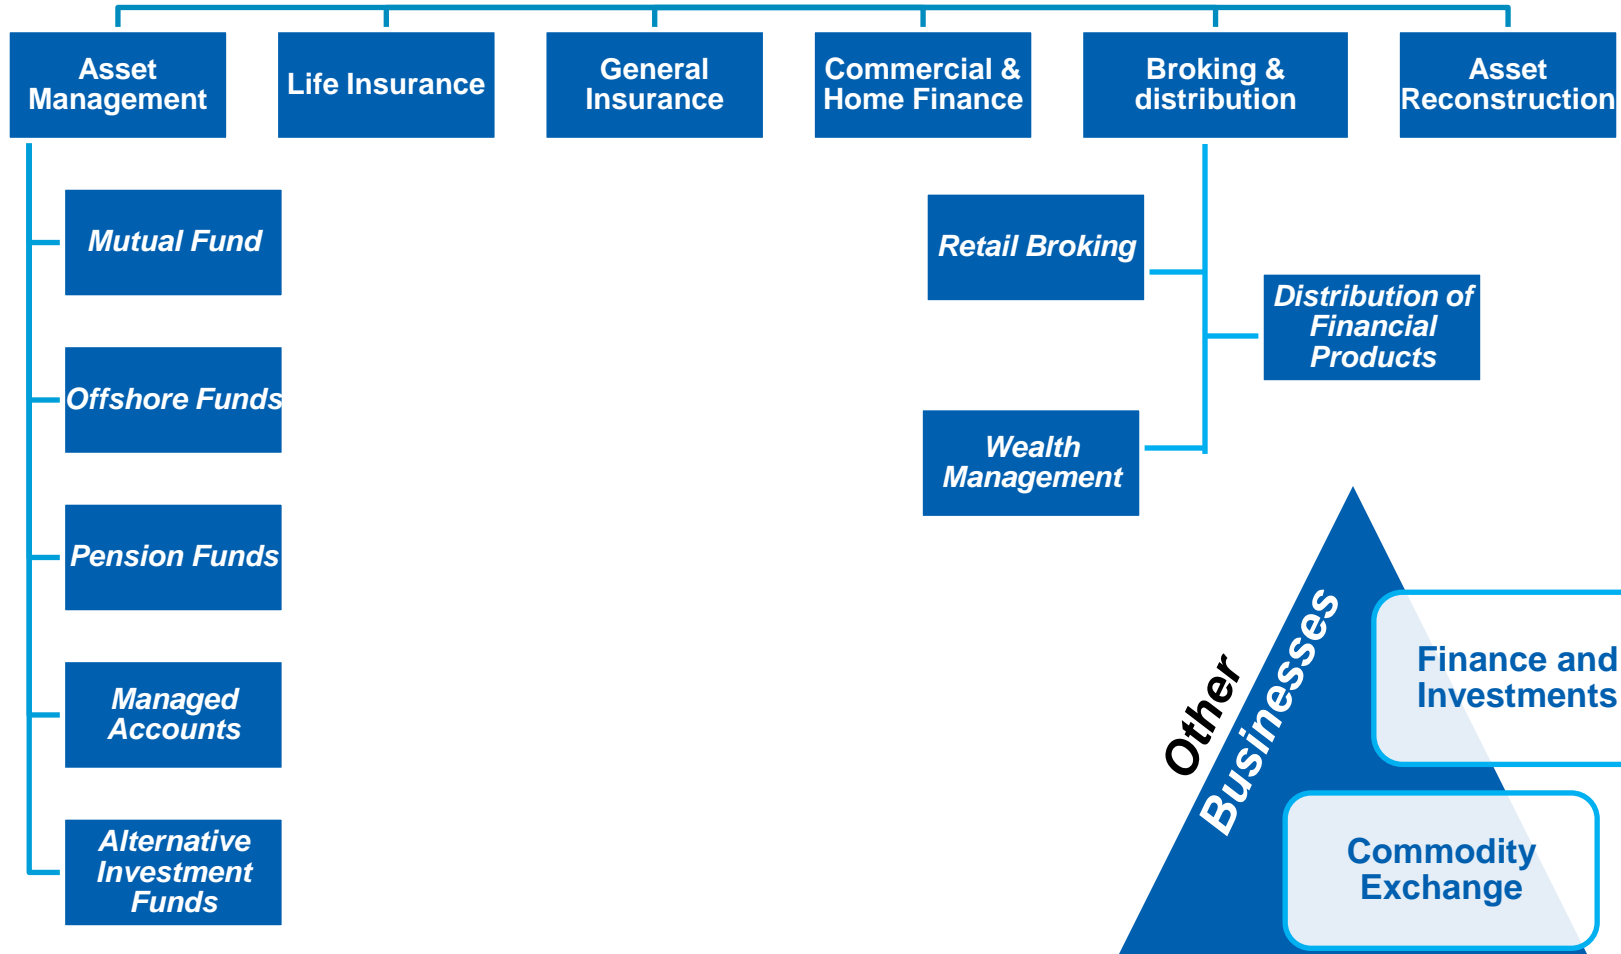 Asset
Management
Life Insurance
General
Insurance
Commercial &
Home Finance
Broking &
distribution
Asset
Reconstruction
Mutual Fund
Offshore Funds
Pension Funds
Managed
Accounts
Alternative
Investment
Funds
Retail Broking
Distribution of
Financial
Products
Wealth
Management
Other
Businesses
Finance and
Investments
Commodity
Exchange